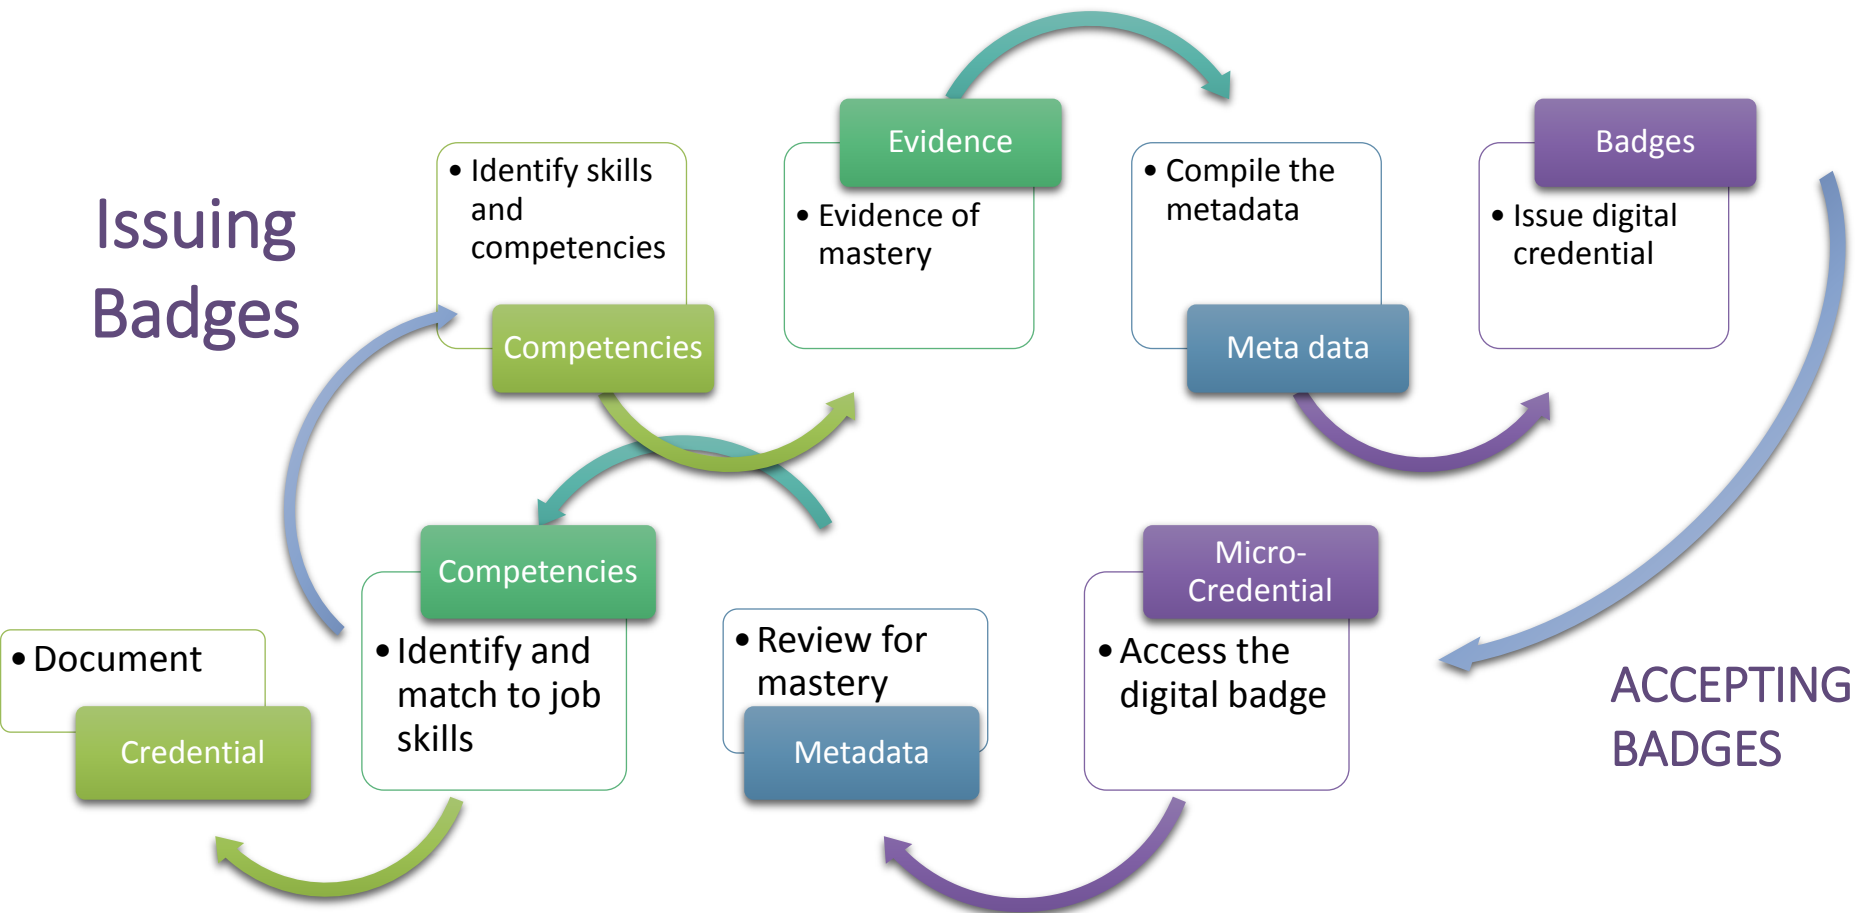 Issuing
Badges
• Identify skills
and
competencies
Competencies
Evidence
• Evidence of
mastery
• Compile the
metadata
Meta data
Badges
• Issue digital
credential
• Document
Credential
Competencies
• Identify and
match to job
skills
• Review for
mastery
Metadata
Micro-
Credential
• Access the
digital badge
ACCEPTING
BADGES